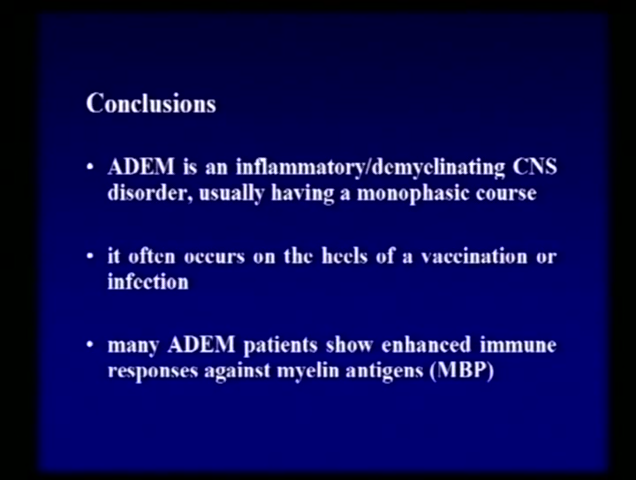 Conclusions
• ADEM is an inflammatory/demyelinating CNS
disorder, usually having a monophasic course
• it often occurs on the heels of a vaccination or
infection
• many ADEM patients show enhanced immune
responses against myelin antigens (MBP)